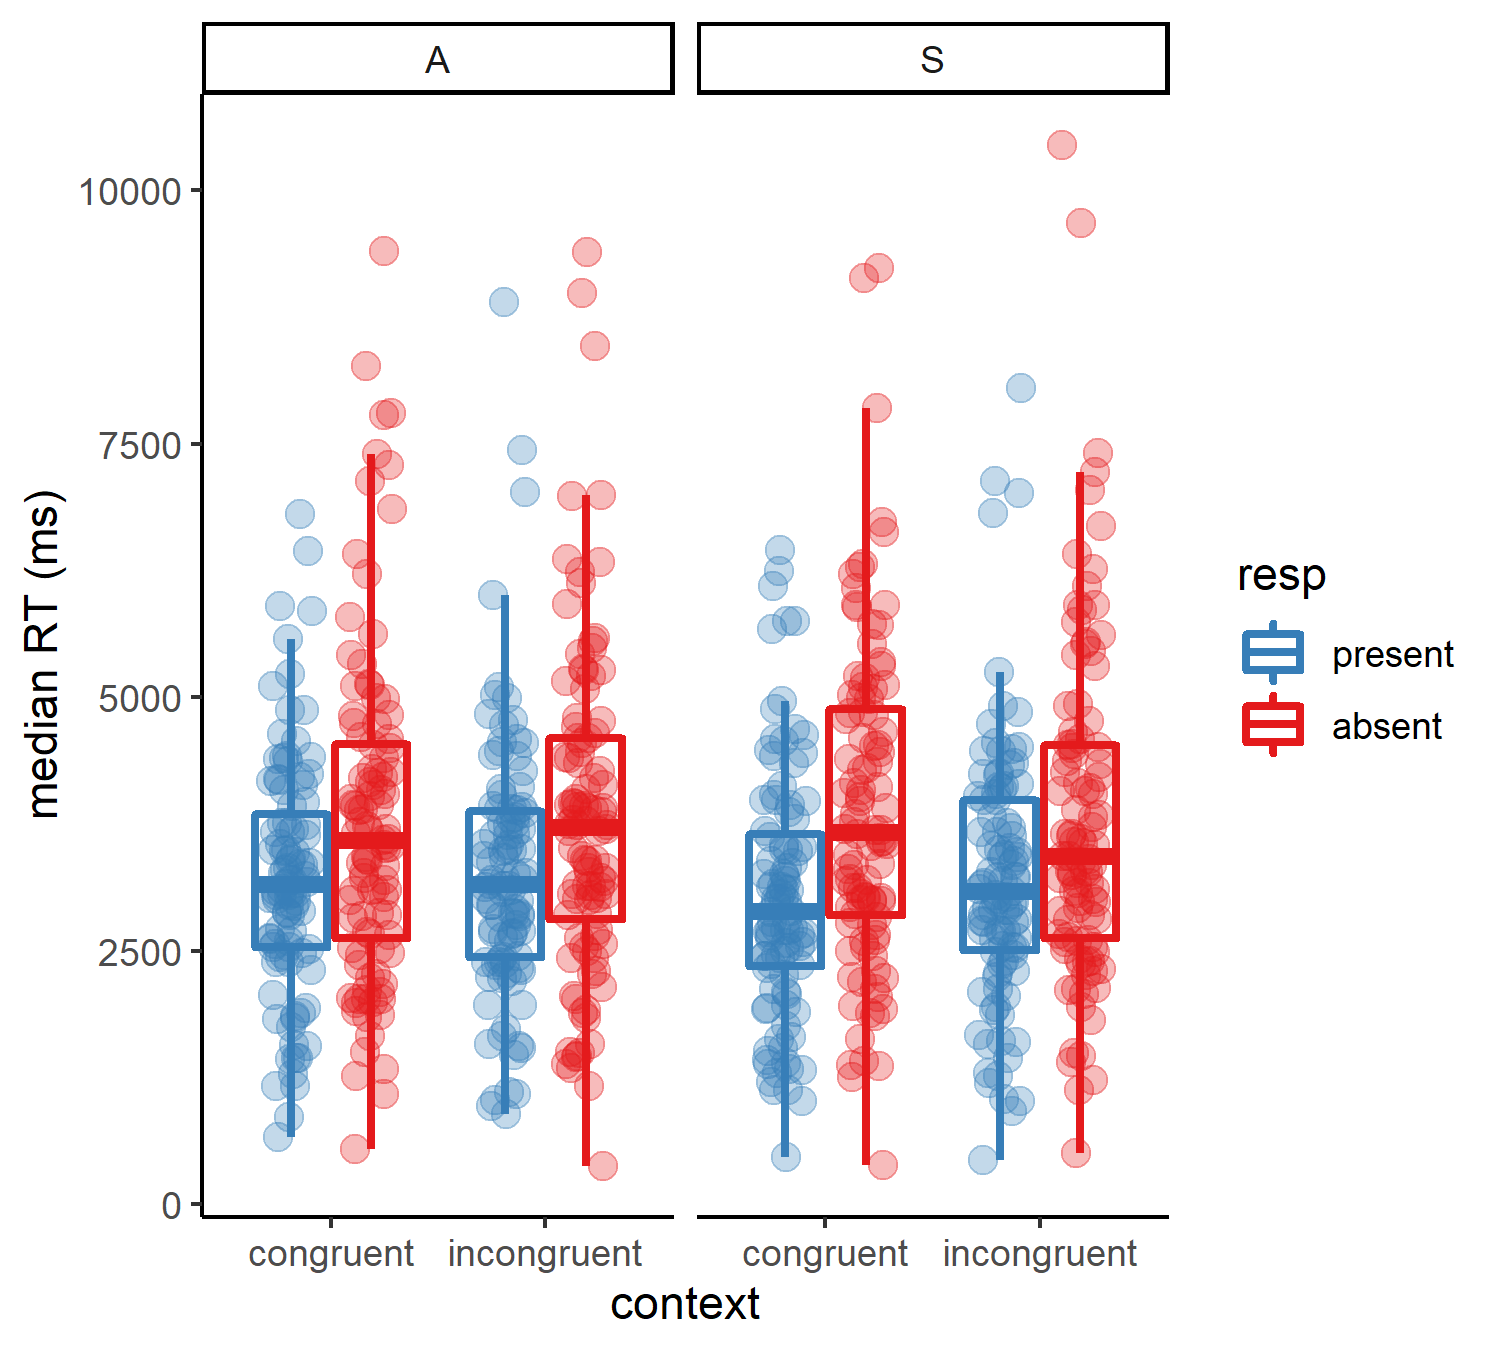 A
S
median RT (ms)
10000
7500
5000
2500
0
congruent
incongruent
congruent
incongruent
context
resp
present
absent